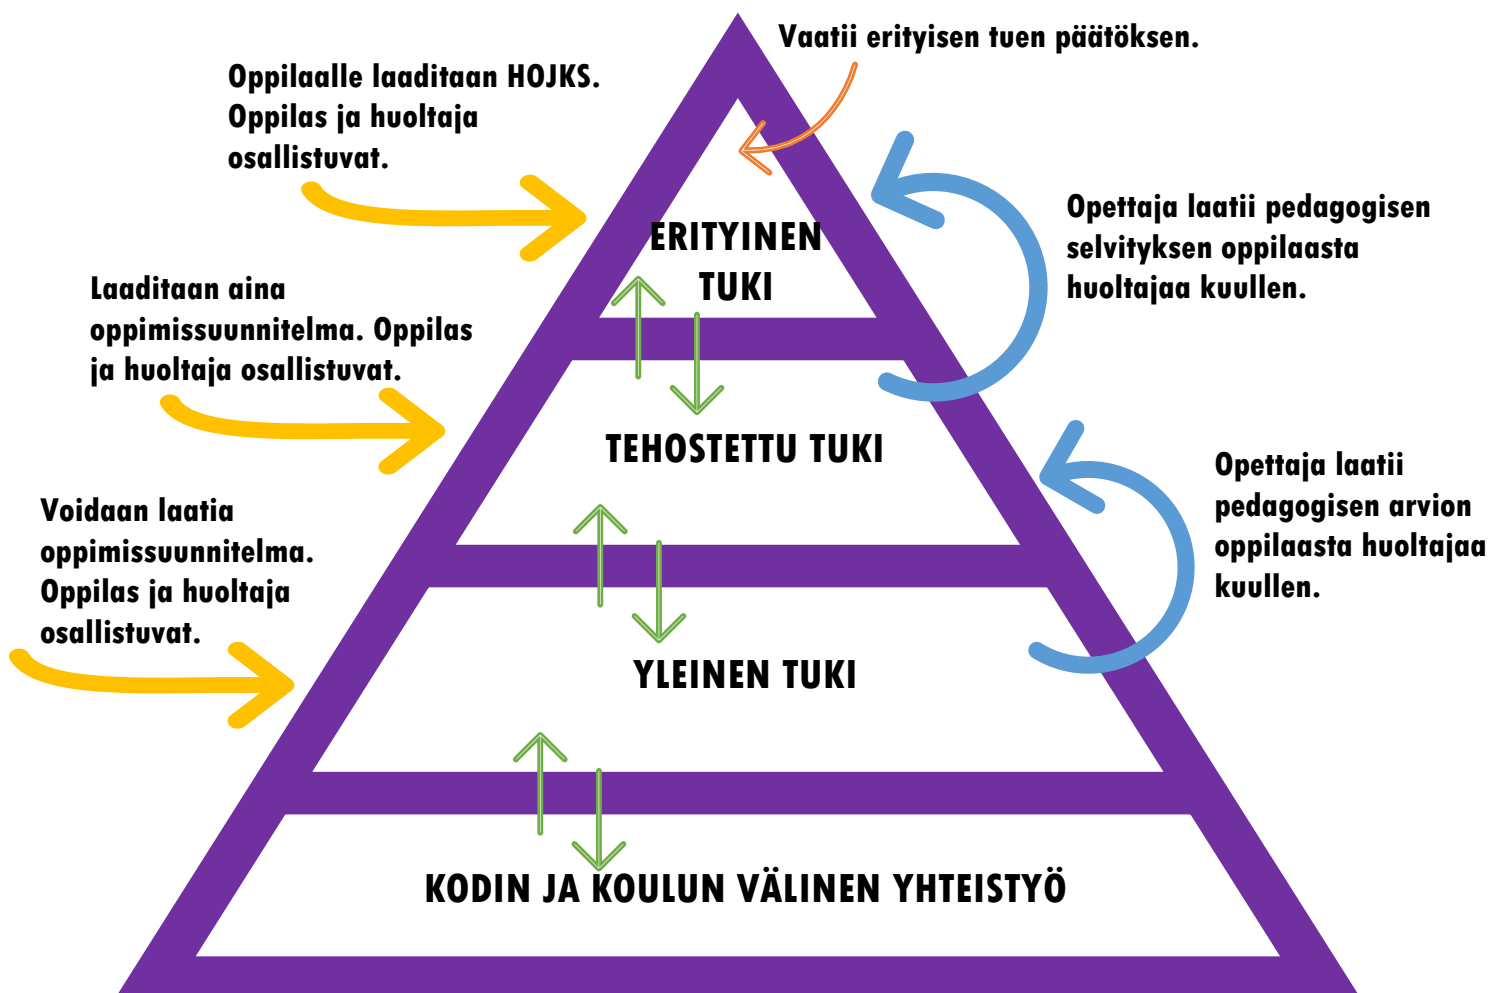 Vaatii erityisen tuen päätöksen.
Oppilaalle laaditaan HOJKS.
Oppilas ja huoltaja
osallistuvat.
Opettaja laatii pedagogisen
selvityksen oppilaasta
huoltajaa kuullen.
ERITYINEN
TUKI
Laaditaan aina
oppimissuunnitelma. Oppilas
ja huoltaja osallistuvat.
TEHOSTETTU TUKI
Opettaja laatii
pedagogisen arvion
oppilaasta huoltajaa
kuullen.
Voidaan laatia
oppimissuunnitelma.
Oppilas ja huoltaja
osallistuvat.
YLEINEN TUKI
KODIN JA KOULUN VÄLINEN YHTEISTYÖ